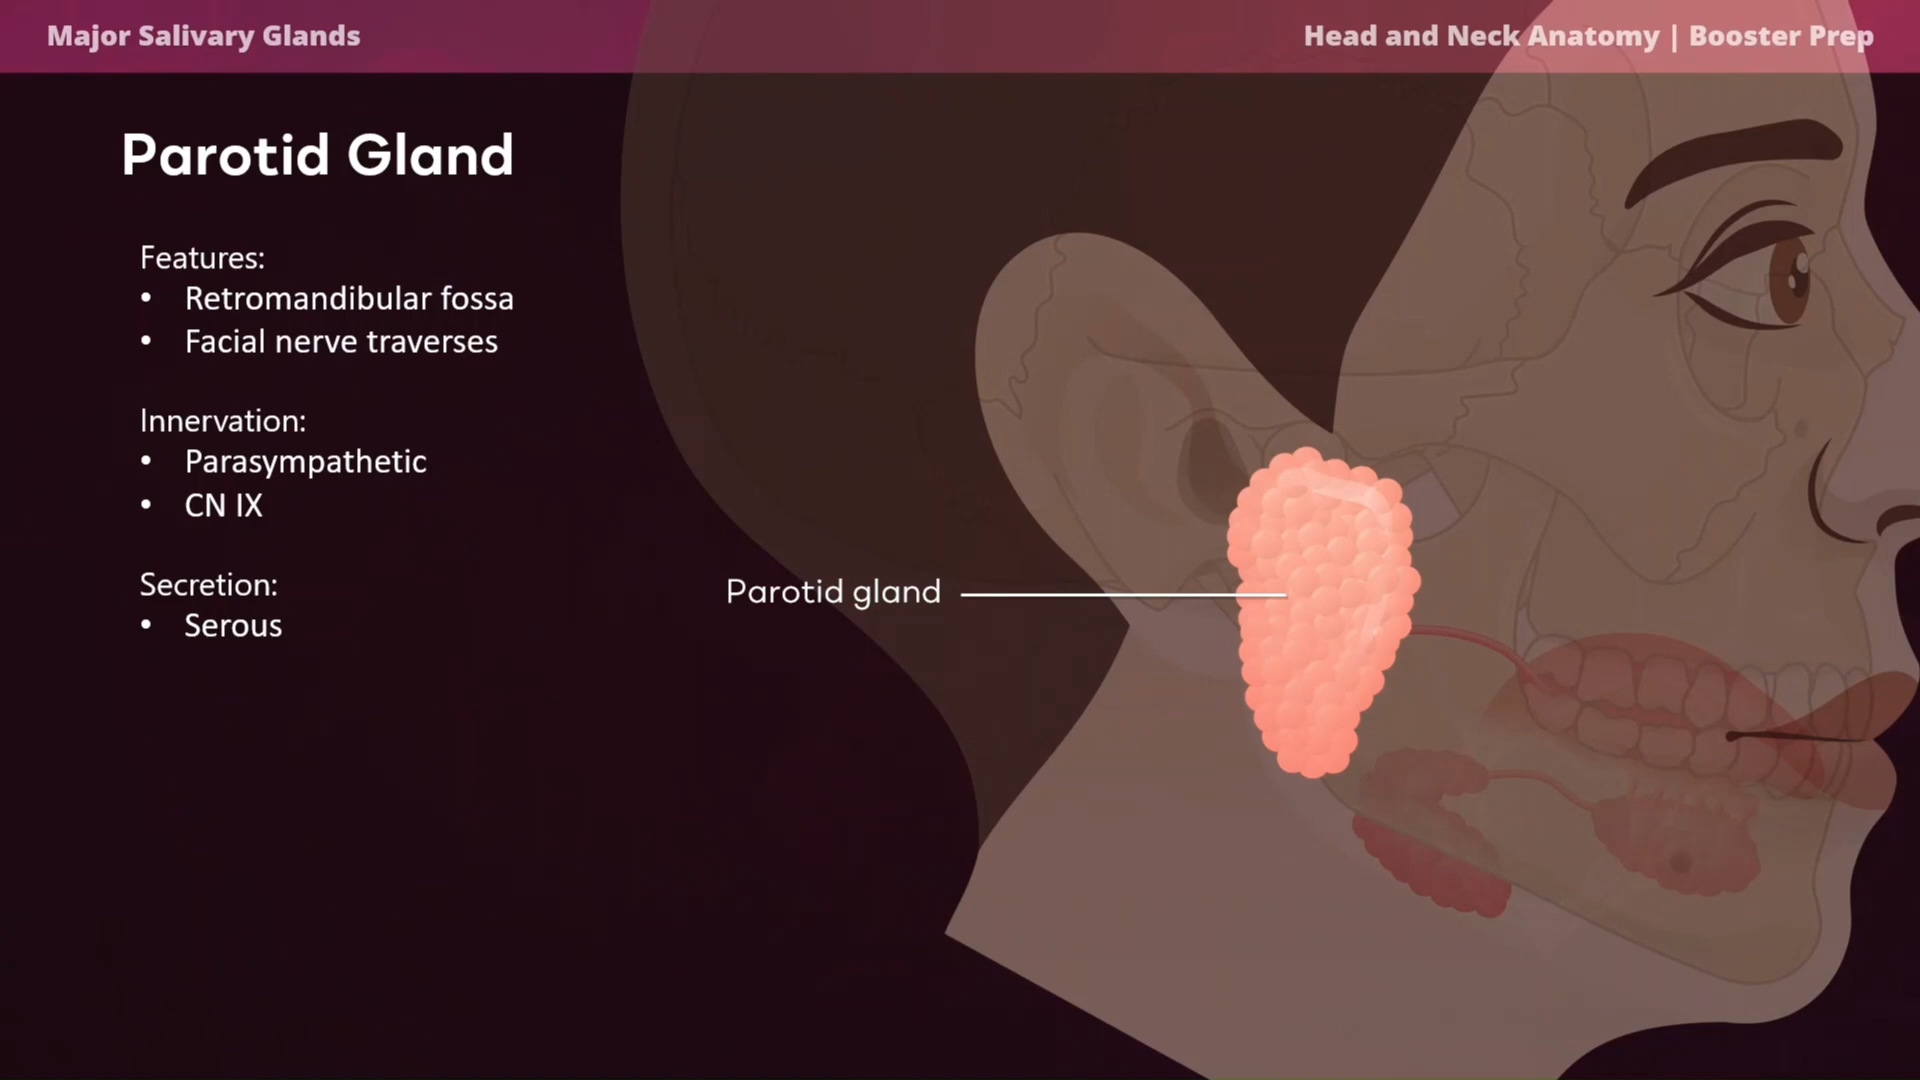 Major Salivary Glands
Head and Neck Anatomy | Booster Prep
Parotid Gland
Features:
• Retromandibular fossa
• Facial nerve traverses
Innervation:
• Parasympathetic
• CN IX
Secretion:
• Serous
Parotid gland